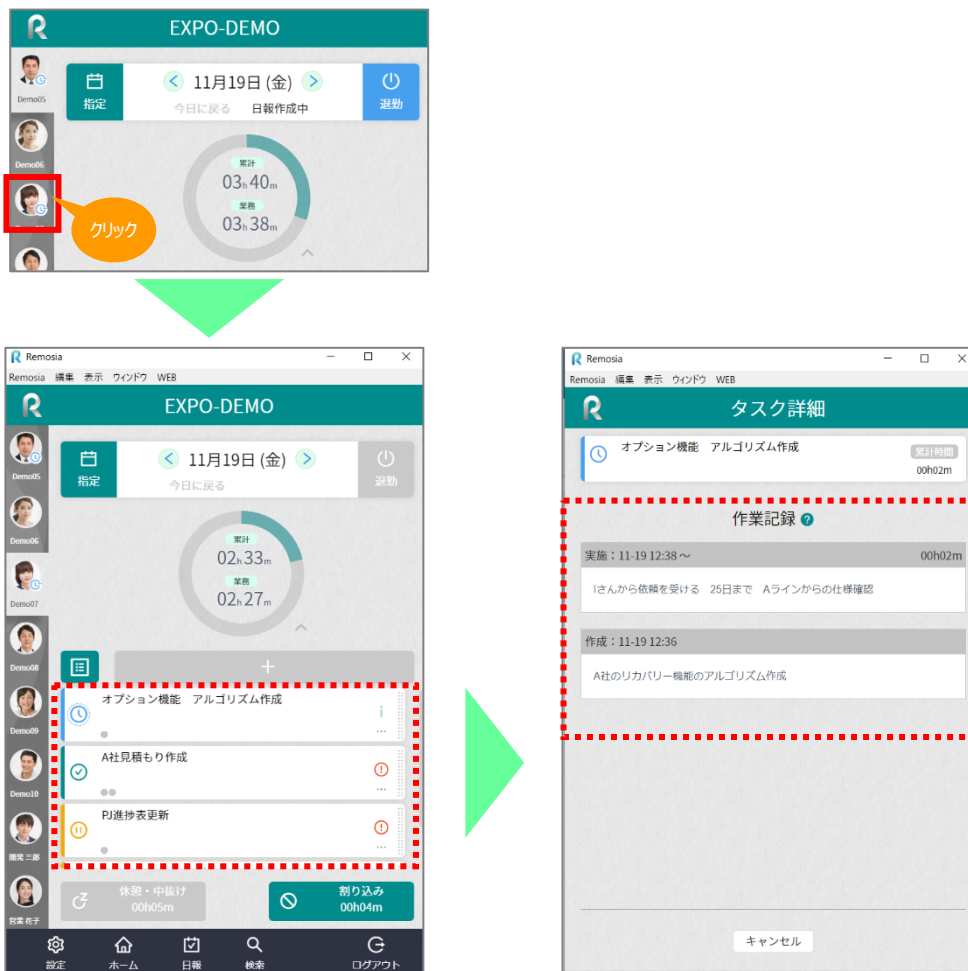 EXPO-DEMO
Demo05
指定
11月19日 (金)
今日に戻る 日報作成中
退勤
Demo06
累計
03h 40m
業務
03h 38m
クリック
Remosia
Remosia 編集 表示 ウィンドウ WEB
EXPO-DEMO
Demo05
指定
11月19日 (金)
今日に戻る
退勤
Demo06
累計
02h 33m
業務
02h 27m
Demo07
Demo08
オプション機能 アルゴリズム作成
Demo09
A社見積もり作成
Demo10
PJ進捗表更新
開発 三郎
休憩・中抜け
00h05m
割り込み
00h04m
営業 花子
設定 ホーム 日報 検索 ログアウト
Remosia
Remosia 編集 表示 ウィンドウ WEB
タスク詳細
オプション機能 アルゴリズム作成
累計時間
00h02m
作業記録 ?
実施：11-19 12:38～ 00h02m
Iさんから依頼を受ける 25日まで Aラインからの仕様確認
作成：11-19 12:36
A社のリカバリー機能のアルゴリズム作成
キャンセル